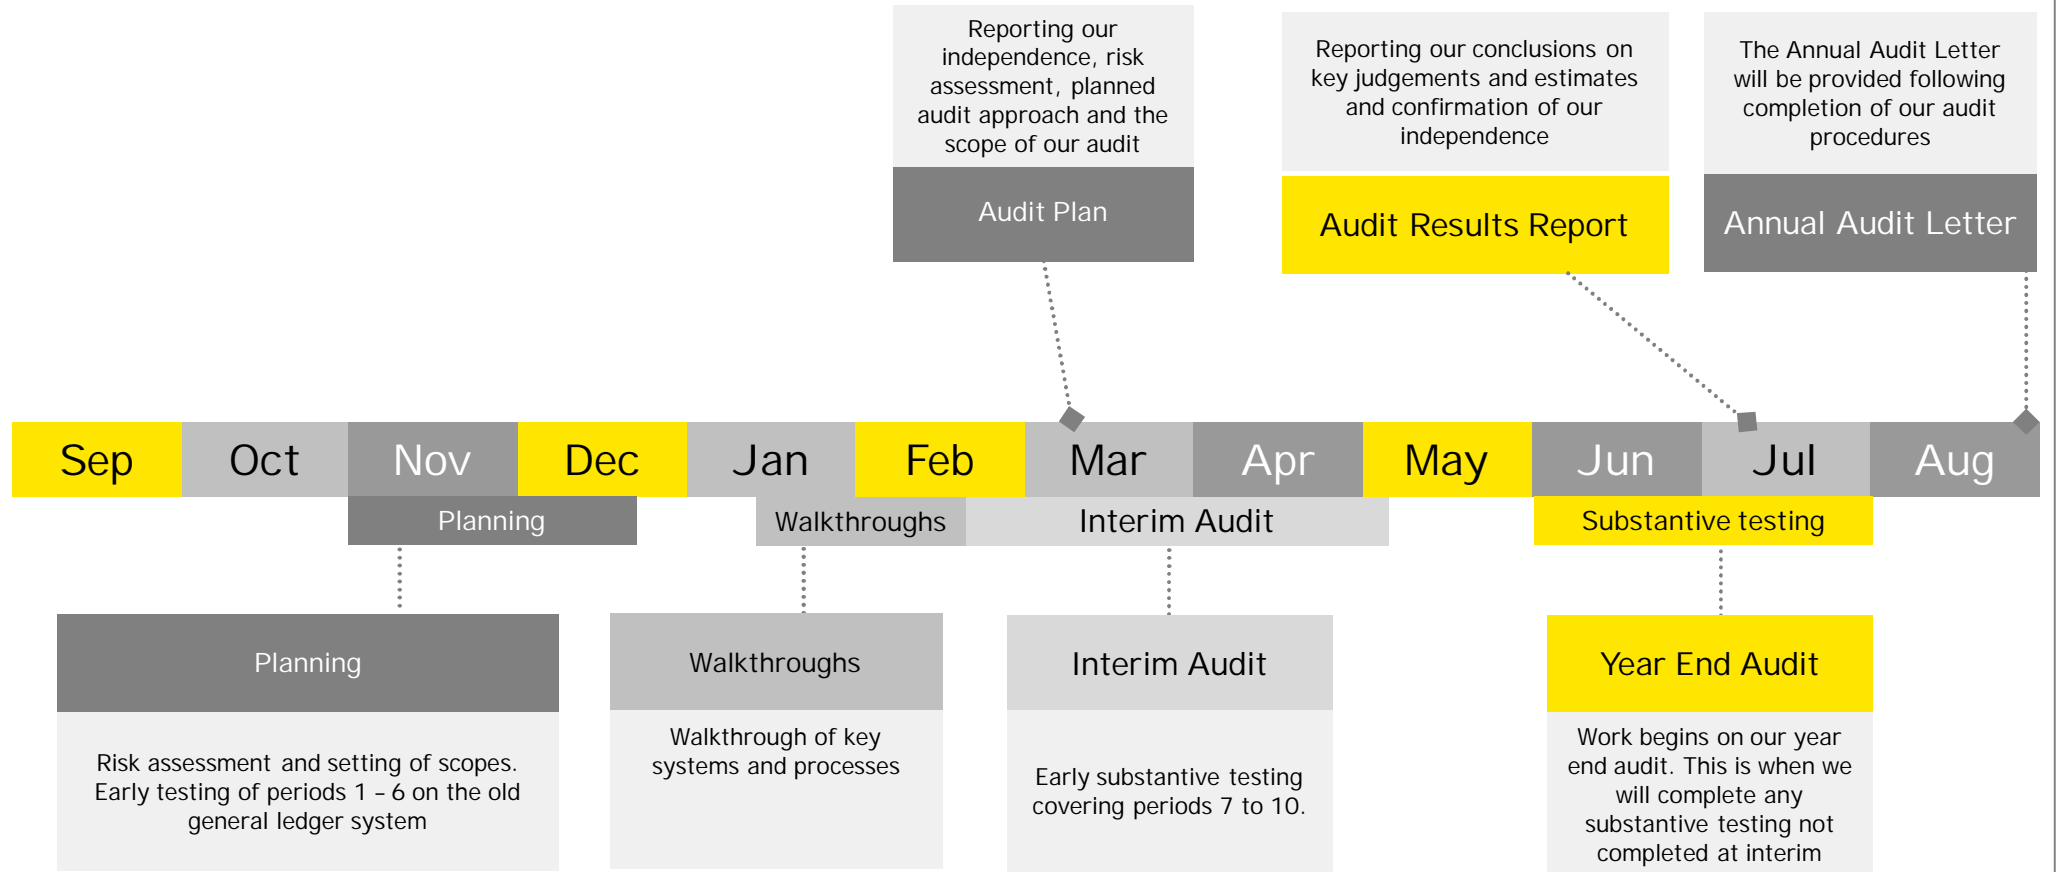 Reporting our
independence, risk
assessment, planned
audit approach and the
scope of our audit
Audit Plan
Reporting our conclusions on
key judgements and estimates
and confirmation of our
independence
Audit Results Report
The Annual Audit Letter
will be provided following
completion of our audit
procedures
Annual Audit Letter
Sep Oct Nov Dec Jan Feb Mar Apr May Jun Jul Aug
Planning Walkthroughs Interim Audit Substantive testing
Planning
Risk assessment and setting of scopes.
Early testing of periods 1 – 6 on the old
general ledger system
Walkthroughs
Walkthrough of key
systems and processes
Interim Audit
Early substantive testing
covering periods 7 to 10.
Year End Audit
Work begins on our year
end audit. This is when we
will complete any
substantive testing not
completed at interim